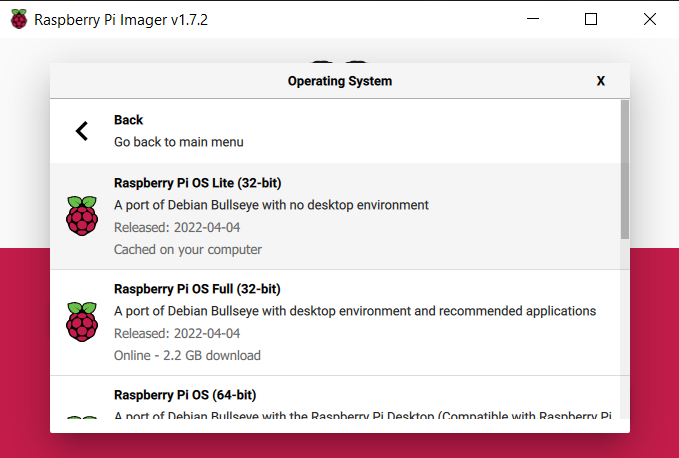 Raspberry Pi Imager v1.7.2
Operating System
X
Back
Go back to main menu
Raspberry Pi OS Lite (32-bit)
A port of Debian Bullseye with no desktop environment
Released: 2022-04-04
Cached on your computer
Raspberry Pi OS Full (32-bit)
A port of Debian Bullseye with desktop environment and recommended applications
Released: 2022-04-04
Online - 2.2 GB download
Raspberry Pi OS (64-bit)
A port of Debian Bullseye with the Raspberry Pi Desktop (Compatible with Raspberry Pi